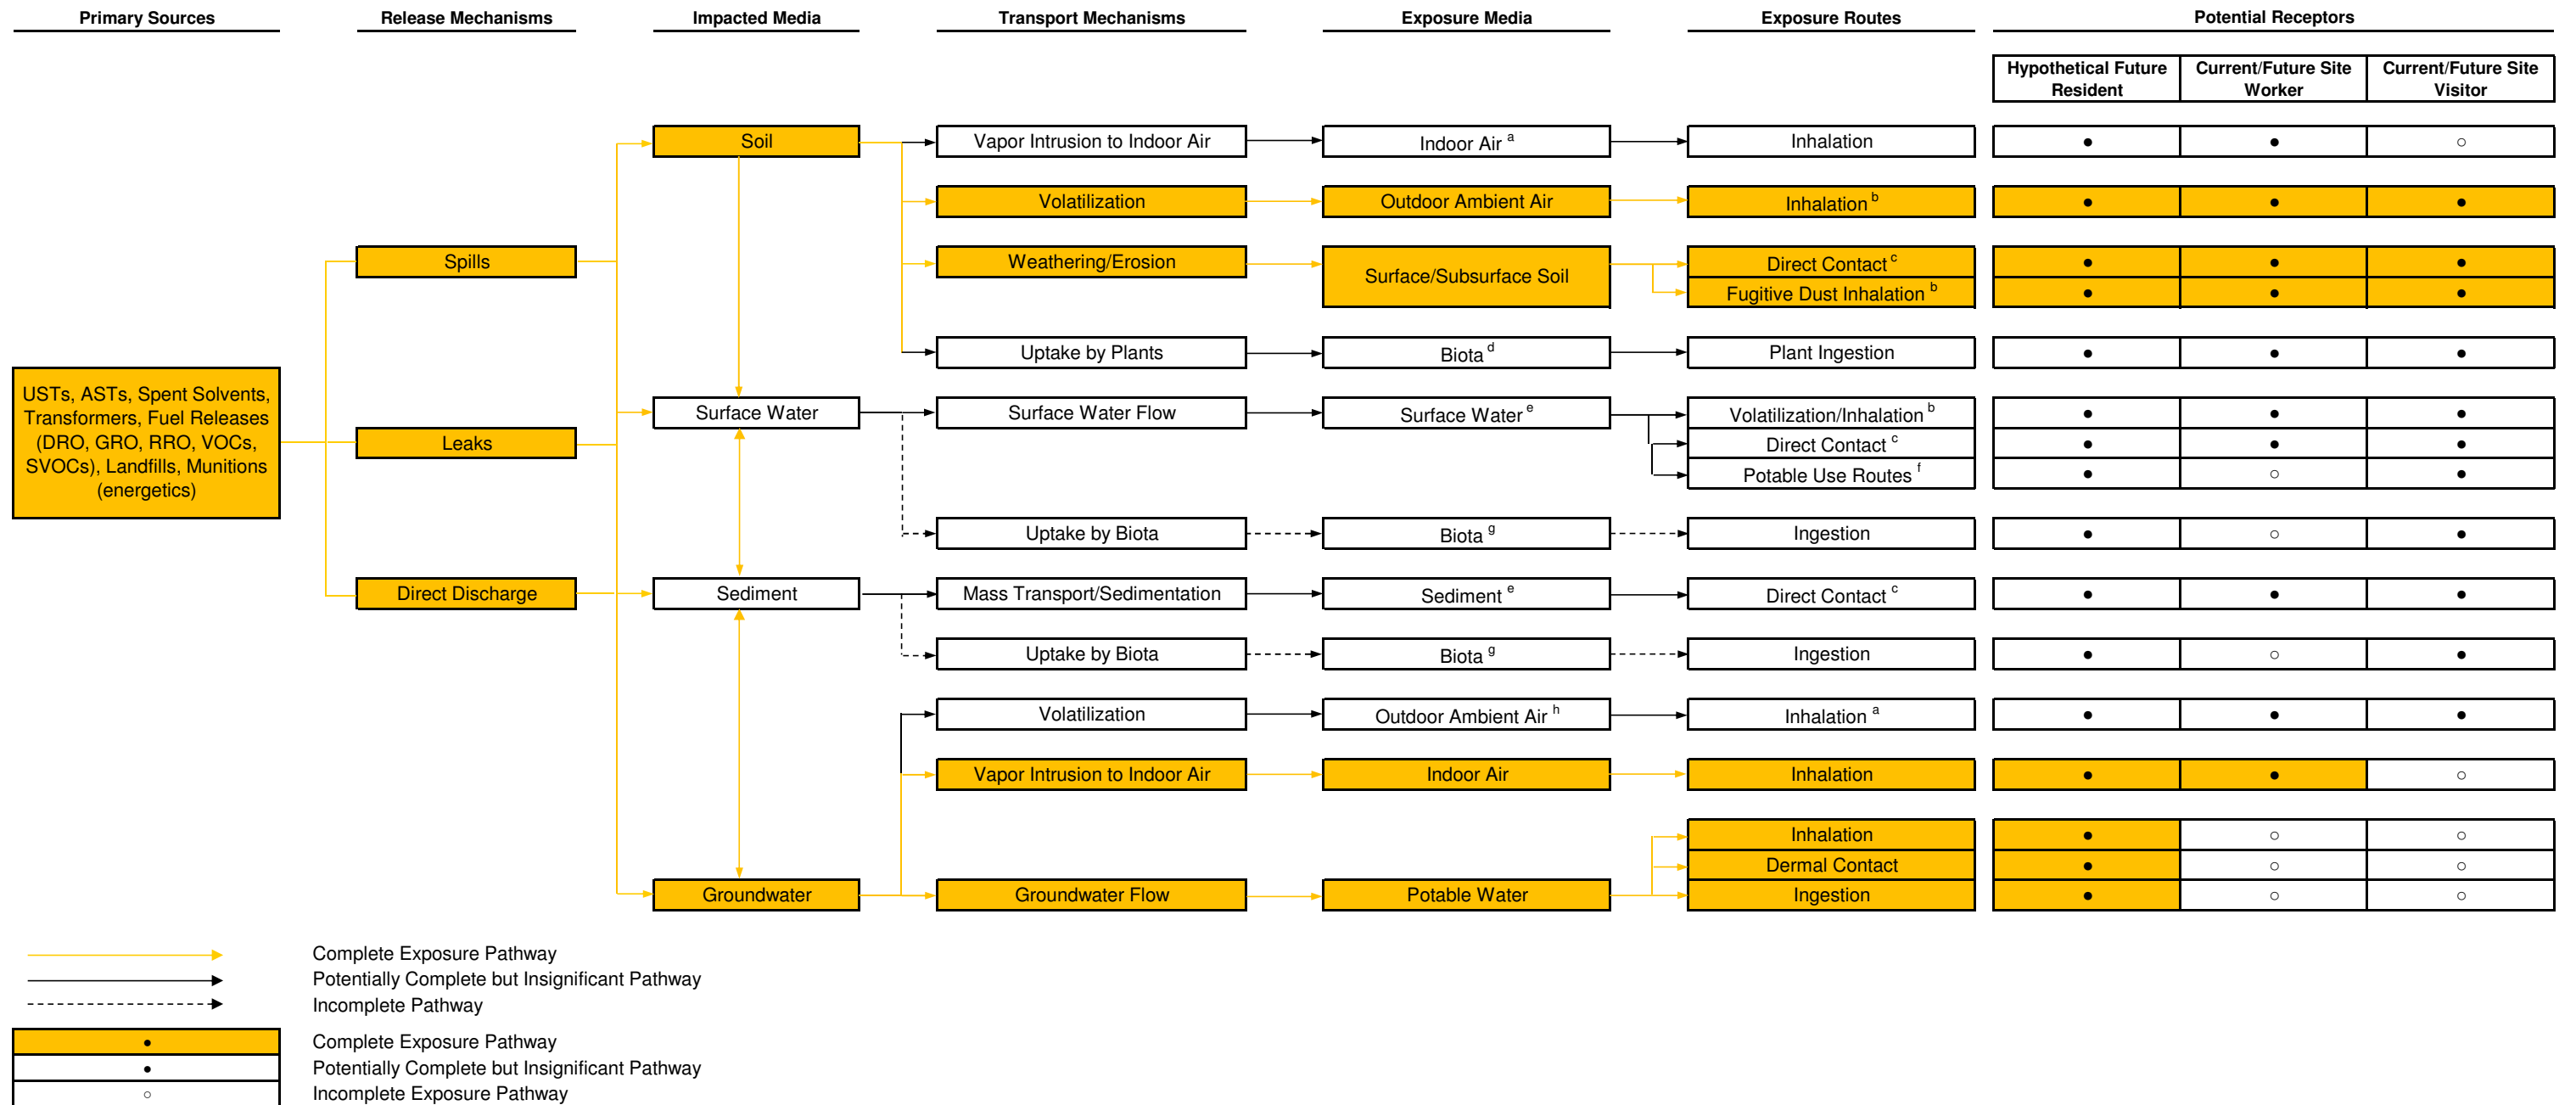 Primary Sources
Release Mechanisms
Impacted Media
Transport Mechanisms
Exposure Media
Exposure Routes
Potential Receptors
Hypothetical Future
Resident
Current/Future Site
Worker
Current/Future Site
Visitor
Soil
Vapor Intrusion to Indoor Air
Indoor Air a
Inhalation
● ● ○
Volatilization
Outdoor Ambient Air
Inhalation b
● ● ●
Spills
Weathering/Erosion
Surface/Subsurface Soil
Direct Contact c
● ● ●
Fugitive Dust Inhalation b
● ● ●
Uptake by Plants
Biota d
Plant Ingestion
● ● ●
USTs, ASTs, Spent Solvents,
Transformers, Fuel Releases
(DRO, GRO, RRO, VOCs,
SVOCs), Landfills, Munitions
(energetics)
Leaks
Surface Water
Surface Water Flow
Surface Water e
Volatilization/Inhalation b
● ● ●
Direct Contact c
● ● ●
Potable Use Routes f
● ○ ●
Uptake by Biota
Biota g
Ingestion
● ○ ●
Direct Discharge
Sediment
Mass Transport/Sedimentation
Sediment e
Direct Contact c
● ● ●
Uptake by Biota
Biota g
Ingestion
● ○ ●
Volatilization
Outdoor Ambient Air h
Inhalation a
● ● ●
Vapor Intrusion to Indoor Air
Indoor Air
Inhalation
● ● ○
Inhalation
● ○ ○
Dermal Contact
● ○ ○
Groundwater
Groundwater Flow
Potable Water
Ingestion
● ○ ○
Complete Exposure Pathway
Potentially Complete but Insignificant Pathway
Incomplete Pathway
● Complete Exposure Pathway
● Potentially Complete but Insignificant Pathway
○ Incomplete Exposure Pathway